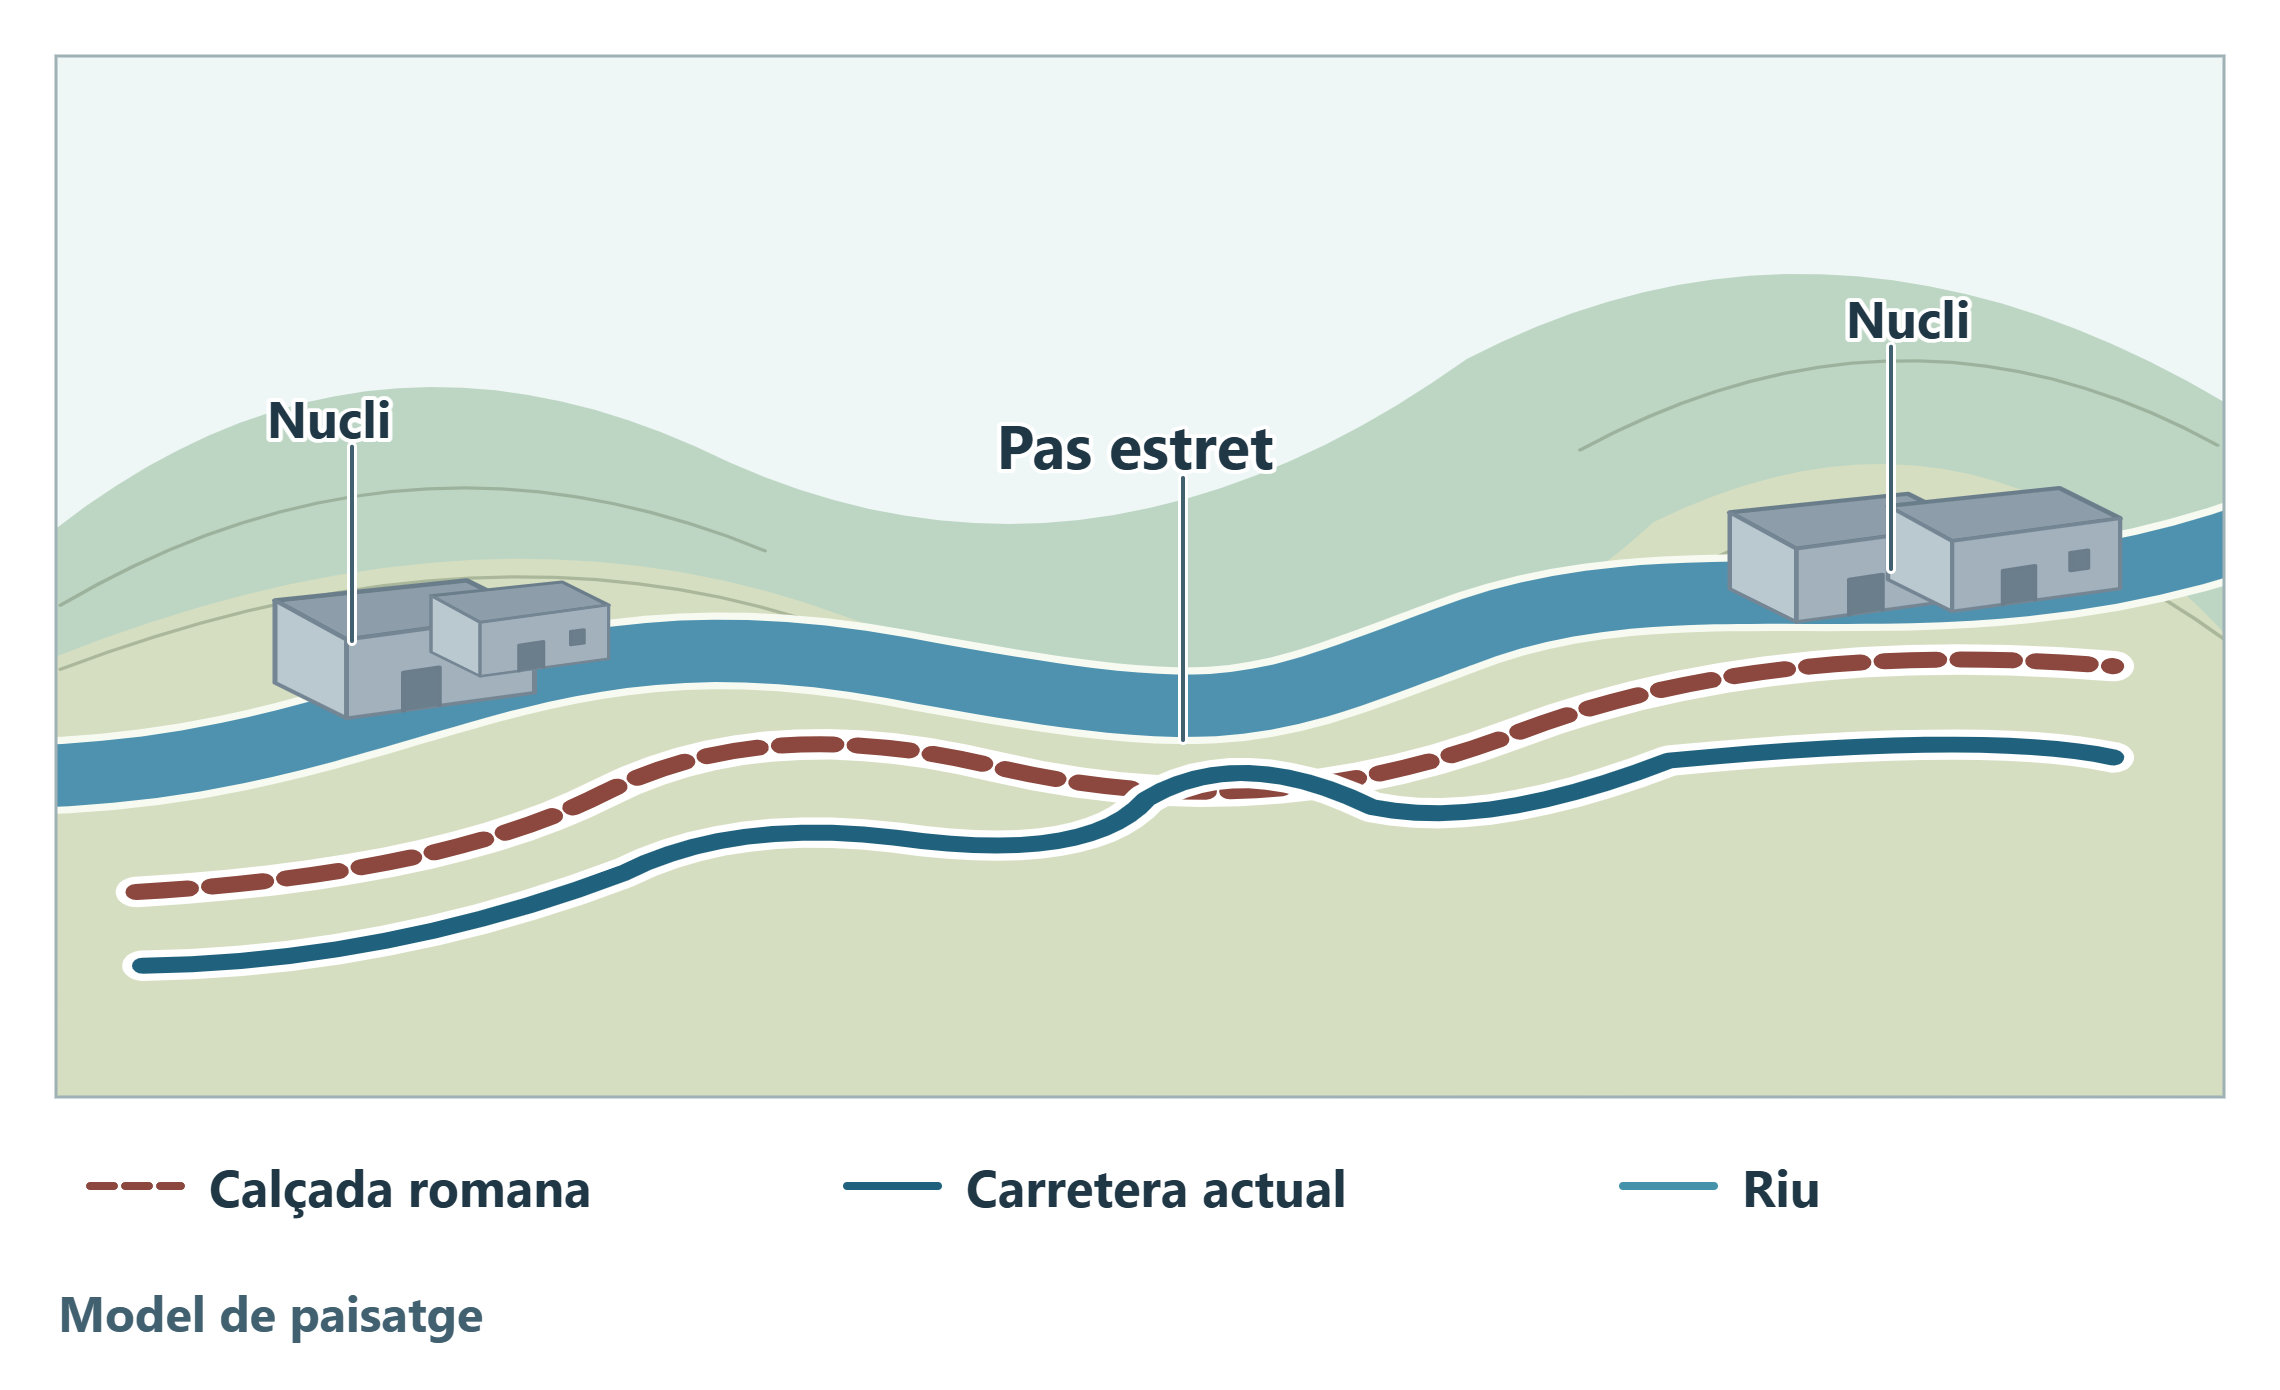 Nucli
Nucli
Pas estret
Calçada romana
Carretera actual
Riu
Model de paisatge